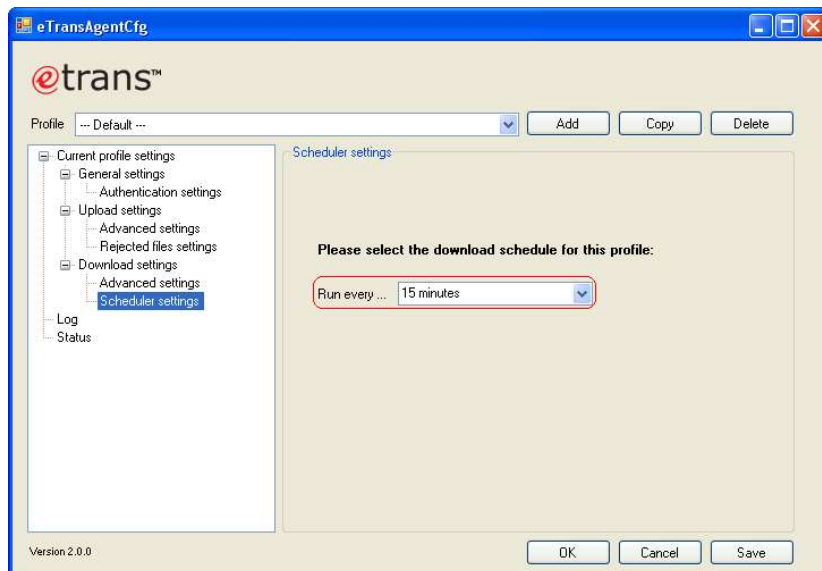 eTransAgentCfg
@trans™
Profile --- Default --- Add Copy Delete
Current profile settings
General settings
Authentication settings
Upload settings
Advanced settings
Rejected files settings
Download settings
Advanced settings
Scheduler settings
Log
Status
Scheduler settings
Please select the download schedule for this profile:
Run every ... 15 minutes
Version 2.0.0
OK Cancel Save